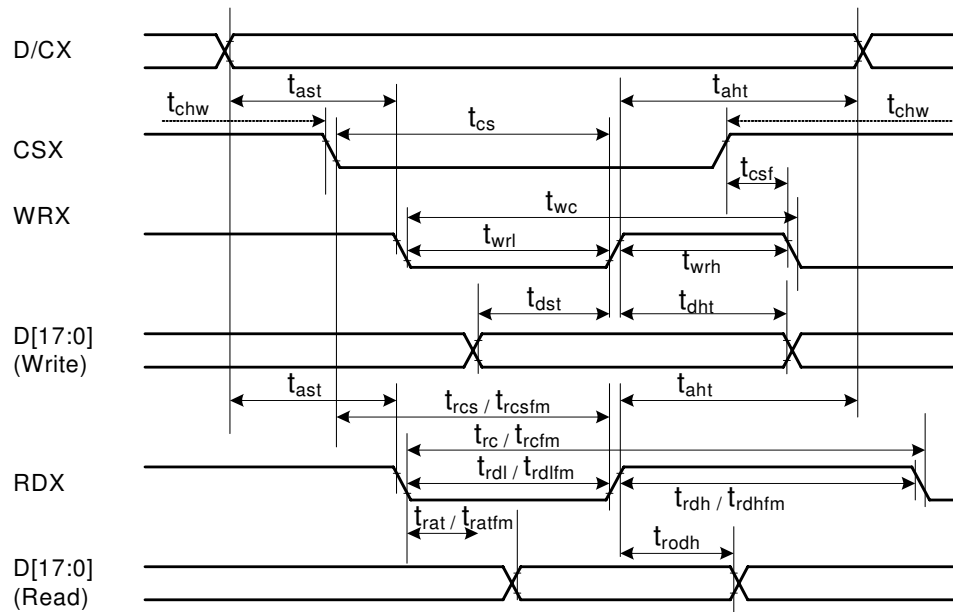 D/CX
t_ast t_aht
t_chw t_cs t_chw
CSX
t_csf
WRX
t_wc
t_wrl t_wrh
t_dst t_dht
D[17:0]
(Write)
t_ast t_aht
t_rcs / t_rcsfm
t_rc / t_rcfm
RDX
t_rdl / t_rdlfm
t_rdh / t_rdhfm
t_rat / t_ratfm
t_rodh
D[17:0]
(Read)